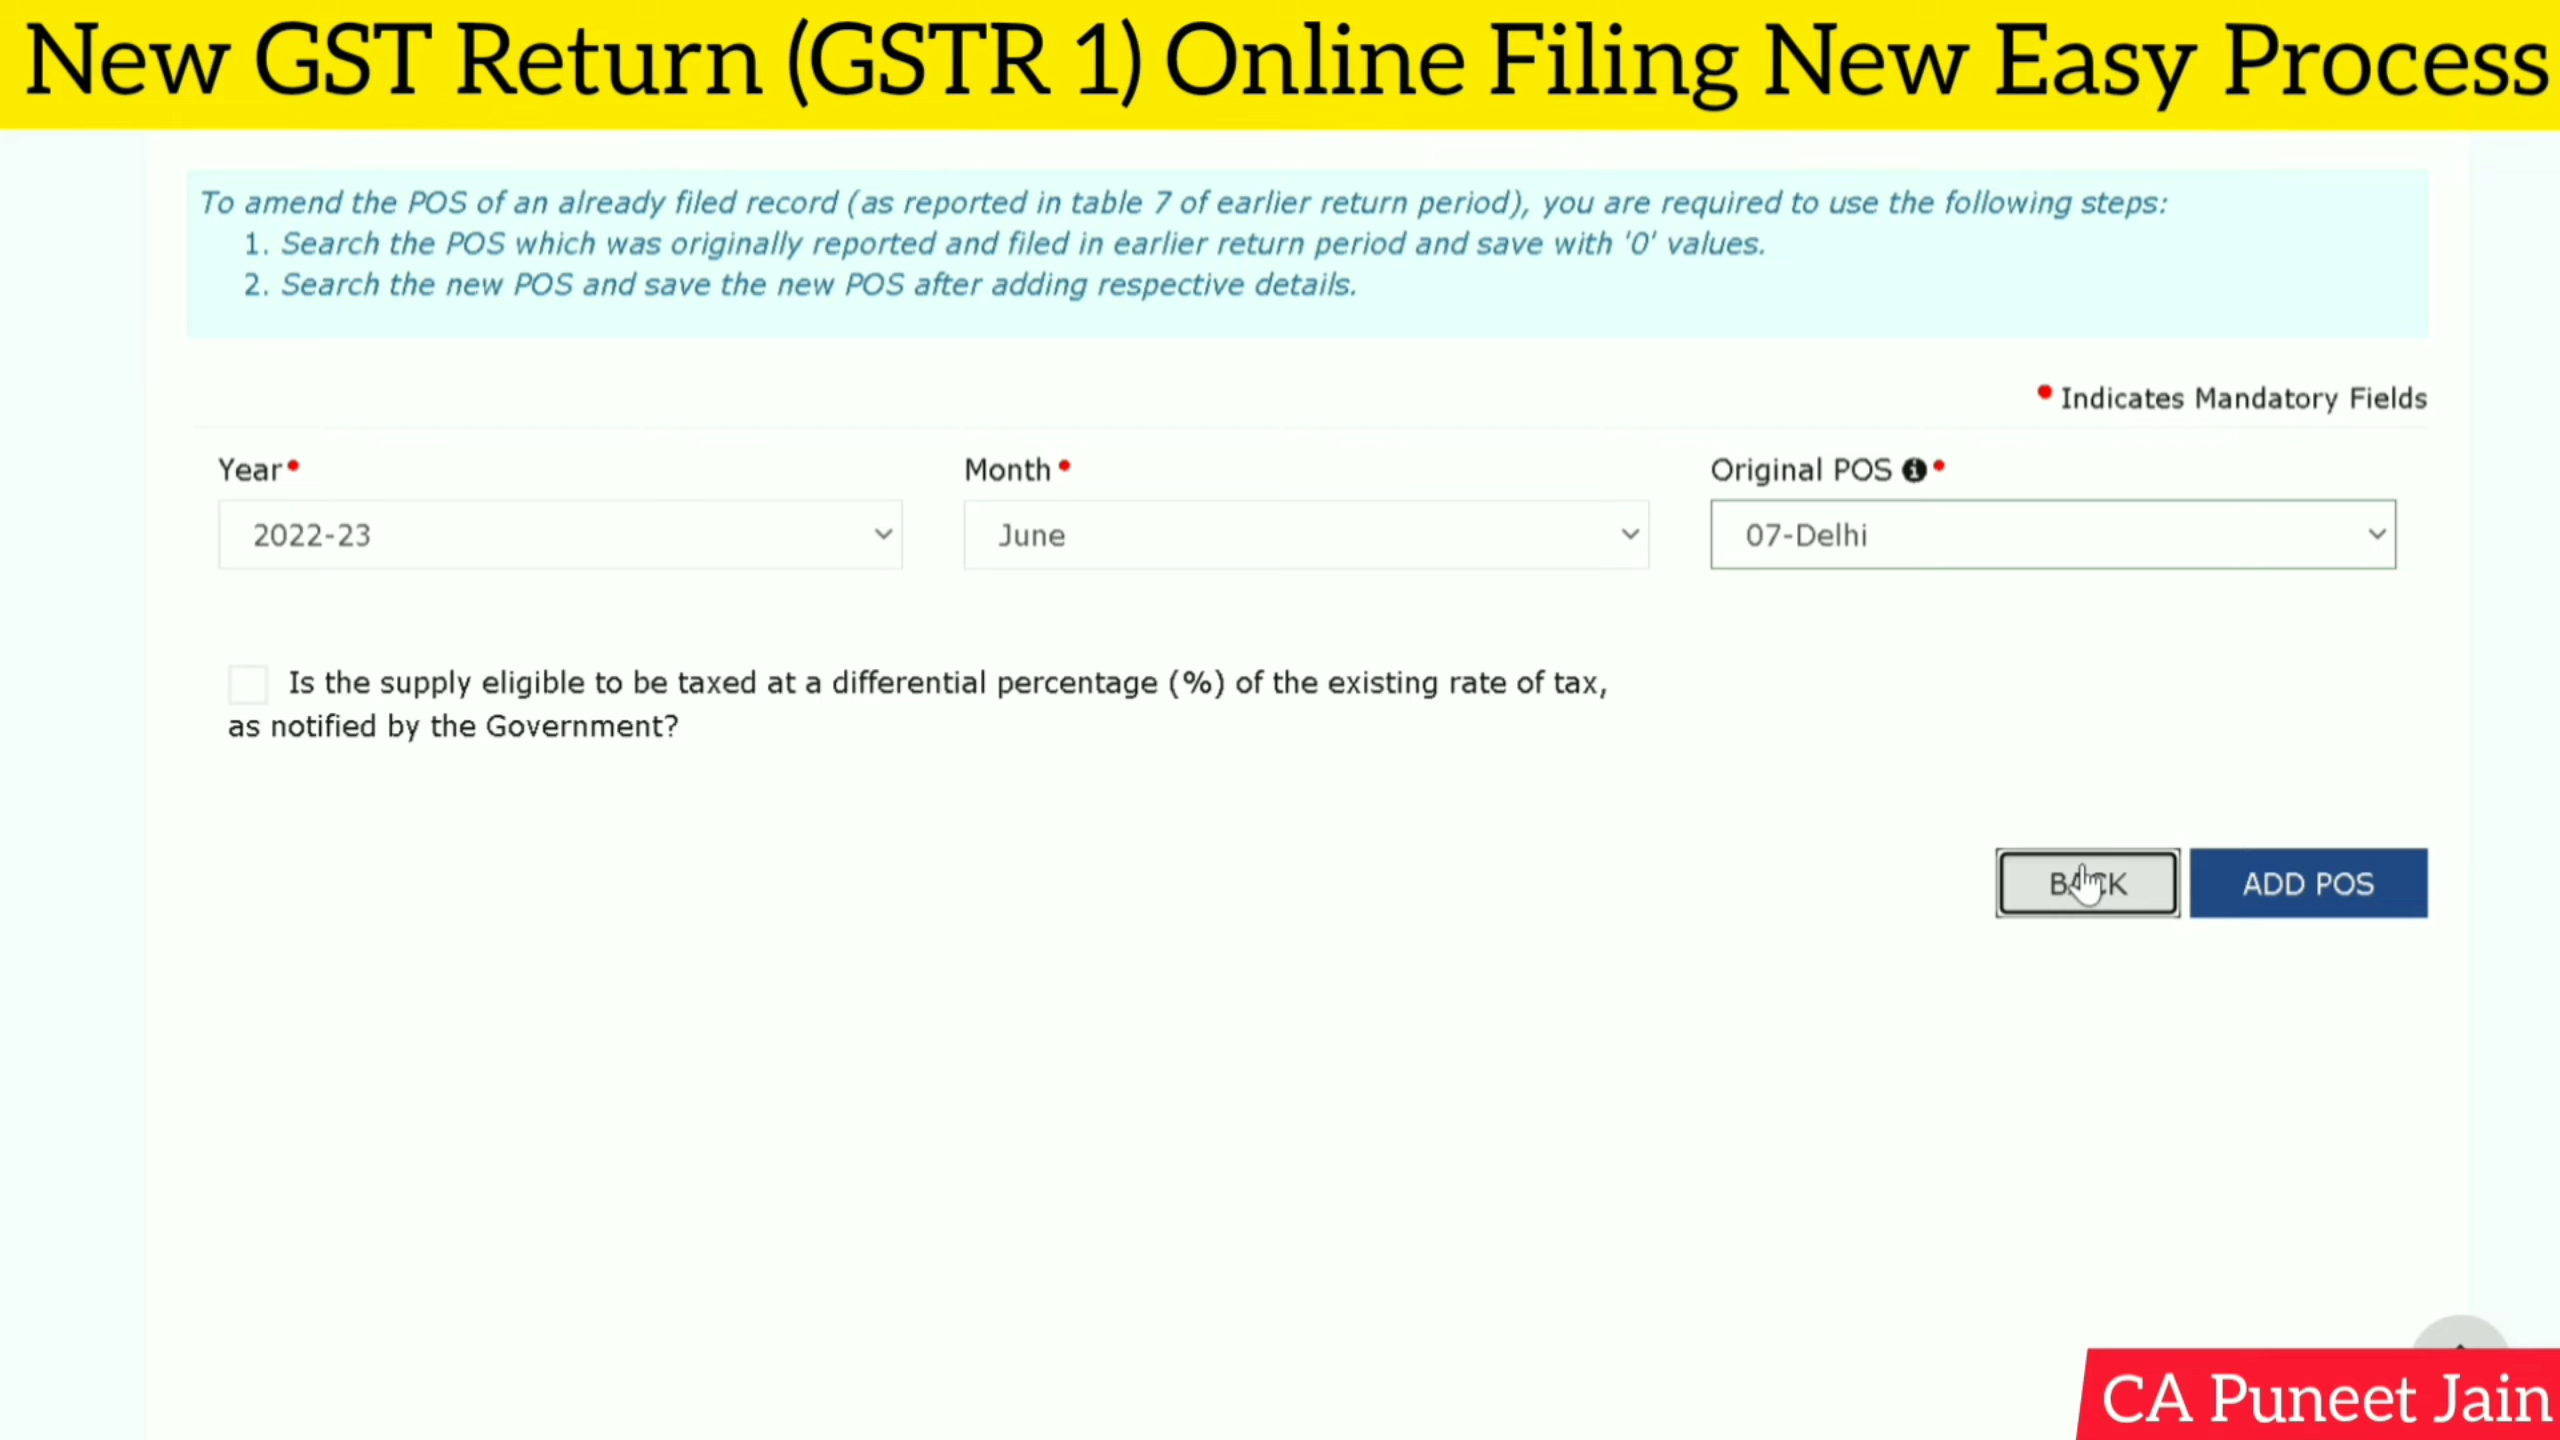 New GST Return (GSTR 1) Online Filing New Easy Process
To amend the POS of an already filed record (as reported in table 7 of earlier return period), you are required to use the following steps:
1. Search the POS which was originally reported and filed in earlier return period and save with '0' values.
2. Search the new POS and save the new POS after adding respective details.
Indicates Mandatory Fields
Year Month Original POS
2022-23 June 07-Delhi
Is the supply eligible to be taxed at a differential percentage (%) of the existing rate of tax,
as notified by the Government?
BACK ADD POS
CA Puneet Jain